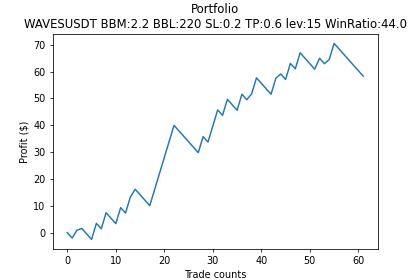 Portfolio
WAVESUSDT BBM:2.2 BBL:220 SL:0.2 TP:0.6 lev:15 WinRatio:44.0
70
60
50
40
30
20
10
0
Profit ($)
0 10 20 30 40 50 60
Trade counts